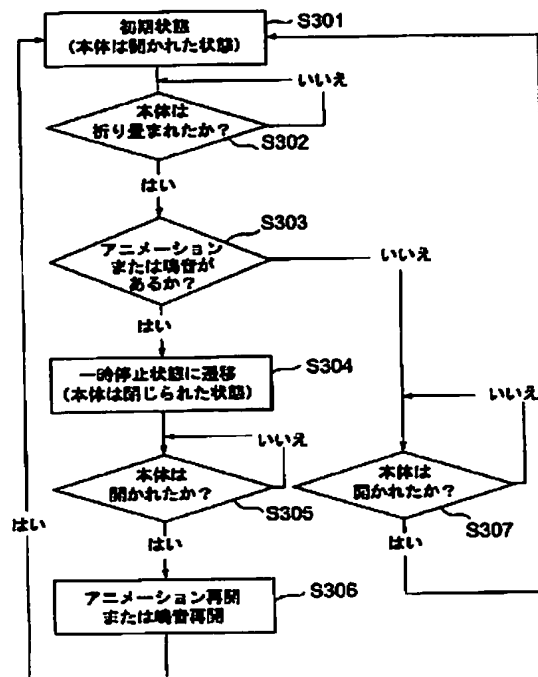 初期状態
(本体は開かれた状態)
S301
いいえ
本体は
折り畳まれたか？
S302
はい
アニメーション
または鳴音が
あるか？
S303
いいえ
はい
一時停止状態に遷移
(本体は閉じられた状態)
S304
いいえ
本体は
開かれたか？
S305
いいえ
本体は
開かれたか？
S307
はい
はい
はい
アニメーション再開
または鳴音再開
S306